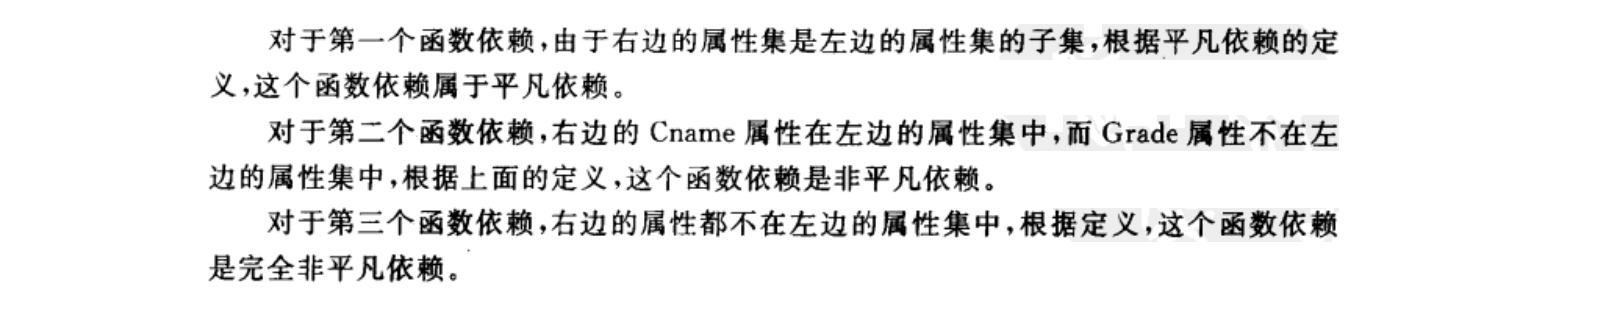 对于第一个函数依赖,由于右边的属性集是左边的属性集的子集,根据平凡依赖的定
义,这个函数依赖属于平凡依赖。
对于第二个函数依赖,右边的 Cname 属性在左边的属性集中,而 Grade 属性不在左
边的属性集中,根据上面的定义,这个函数依赖是非平凡依赖。
对于第三个函数依赖,右边的属性都不在左边的属性集中,根据定义,这个函数依赖
是完全非平凡依赖。